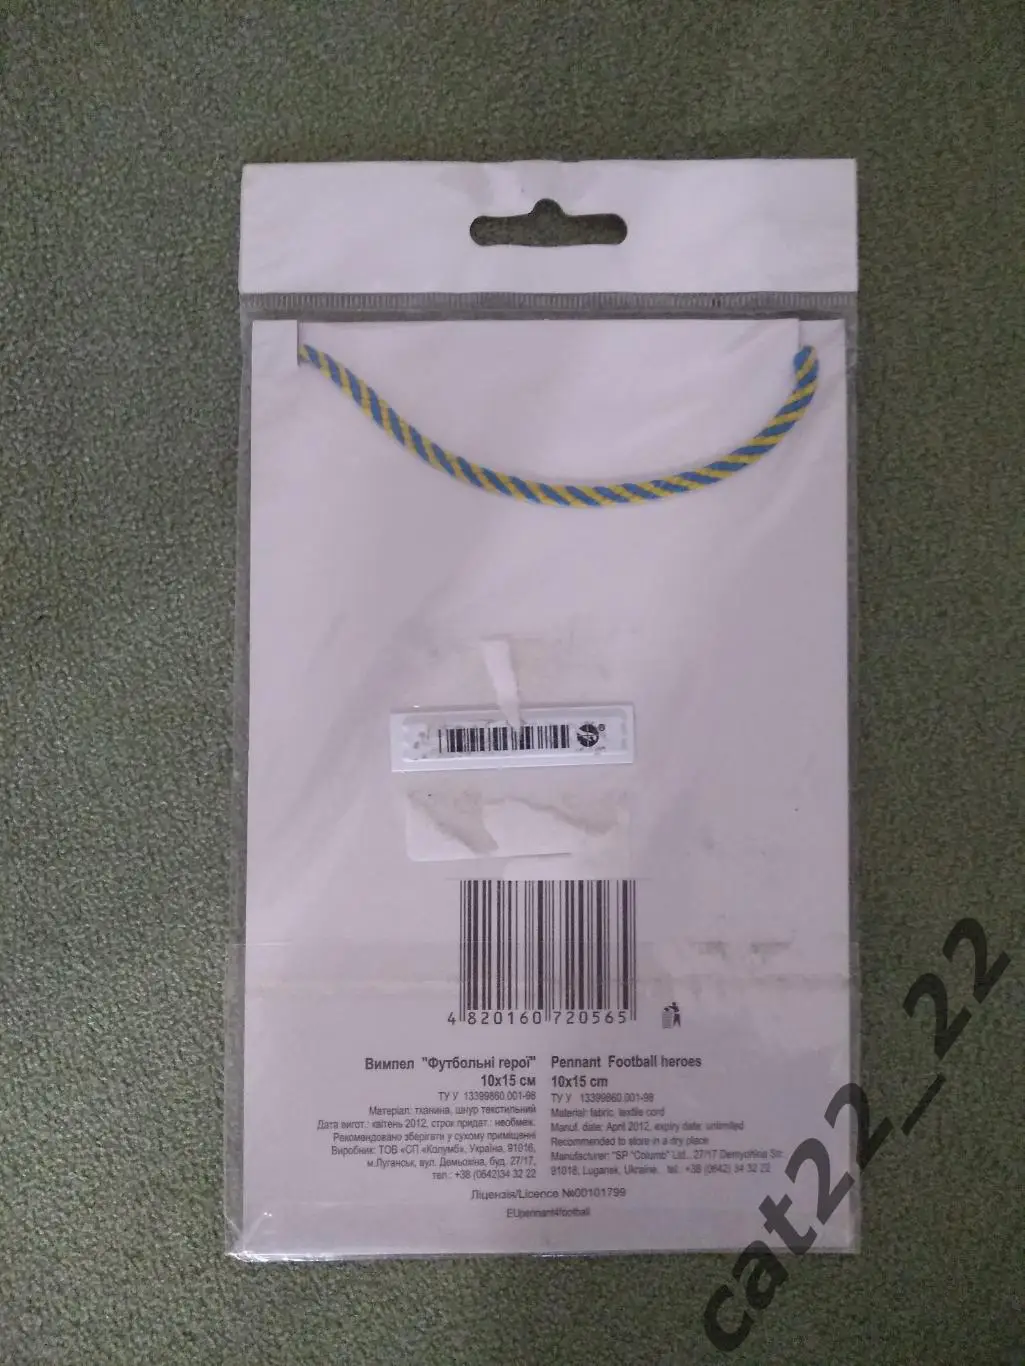 4 820160 720565
Вимпел "Футбольні герої"
10x15 см
ТУ У 13399860.001-98
Матеріал: тканина, шнур текстильний
Дата вигот.: квітень 2012, строк придат.: необмеж.
Рекомендовано зберігати у сухому приміщенні
Виробник: ТОВ «СП «Колумб», Україна, 91016,
м.Луганськ, вул. Демьохіна, буд. 27/17,
тел.: +38 (0642)34 32 22
Pennant Football heroes
10x15 cm
ТУ У 13399860.001-98
Material: fabric, textile cord
Manuf. date: April 2012, expiry date: unlimited
Recommended to store in a dry place
Manufacturer: "SP "Columb" Ltd., 27/17 Demyohina Str.,
91016, Lugansk, Ukraine, tel.: +38 (0642) 34 32 22
Ліцензія/Licence №00101799
EUpennant4football
cat22_22